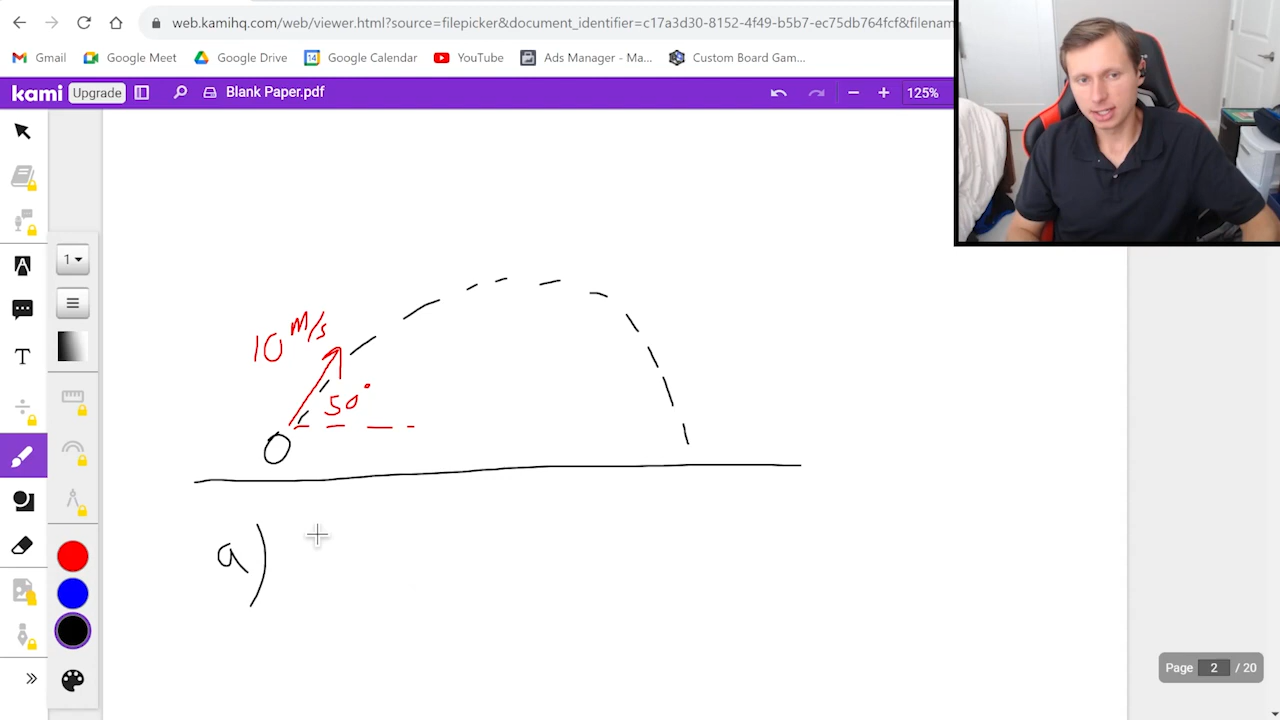 web.kamihq.com/web/viewer.html?source=filepicker&document_identifier=c17a3d30-8152-4f49-b5b7-ec75db764fcf&filenam
Gmail Google Meet Google Drive Google Calendar YouTube Ads Manager - Ma... Custom Board Gam...
kami Upgrade Blank Paper.pdf 125%
1
T
10 m/s
50°
a)
Page 2 / 20